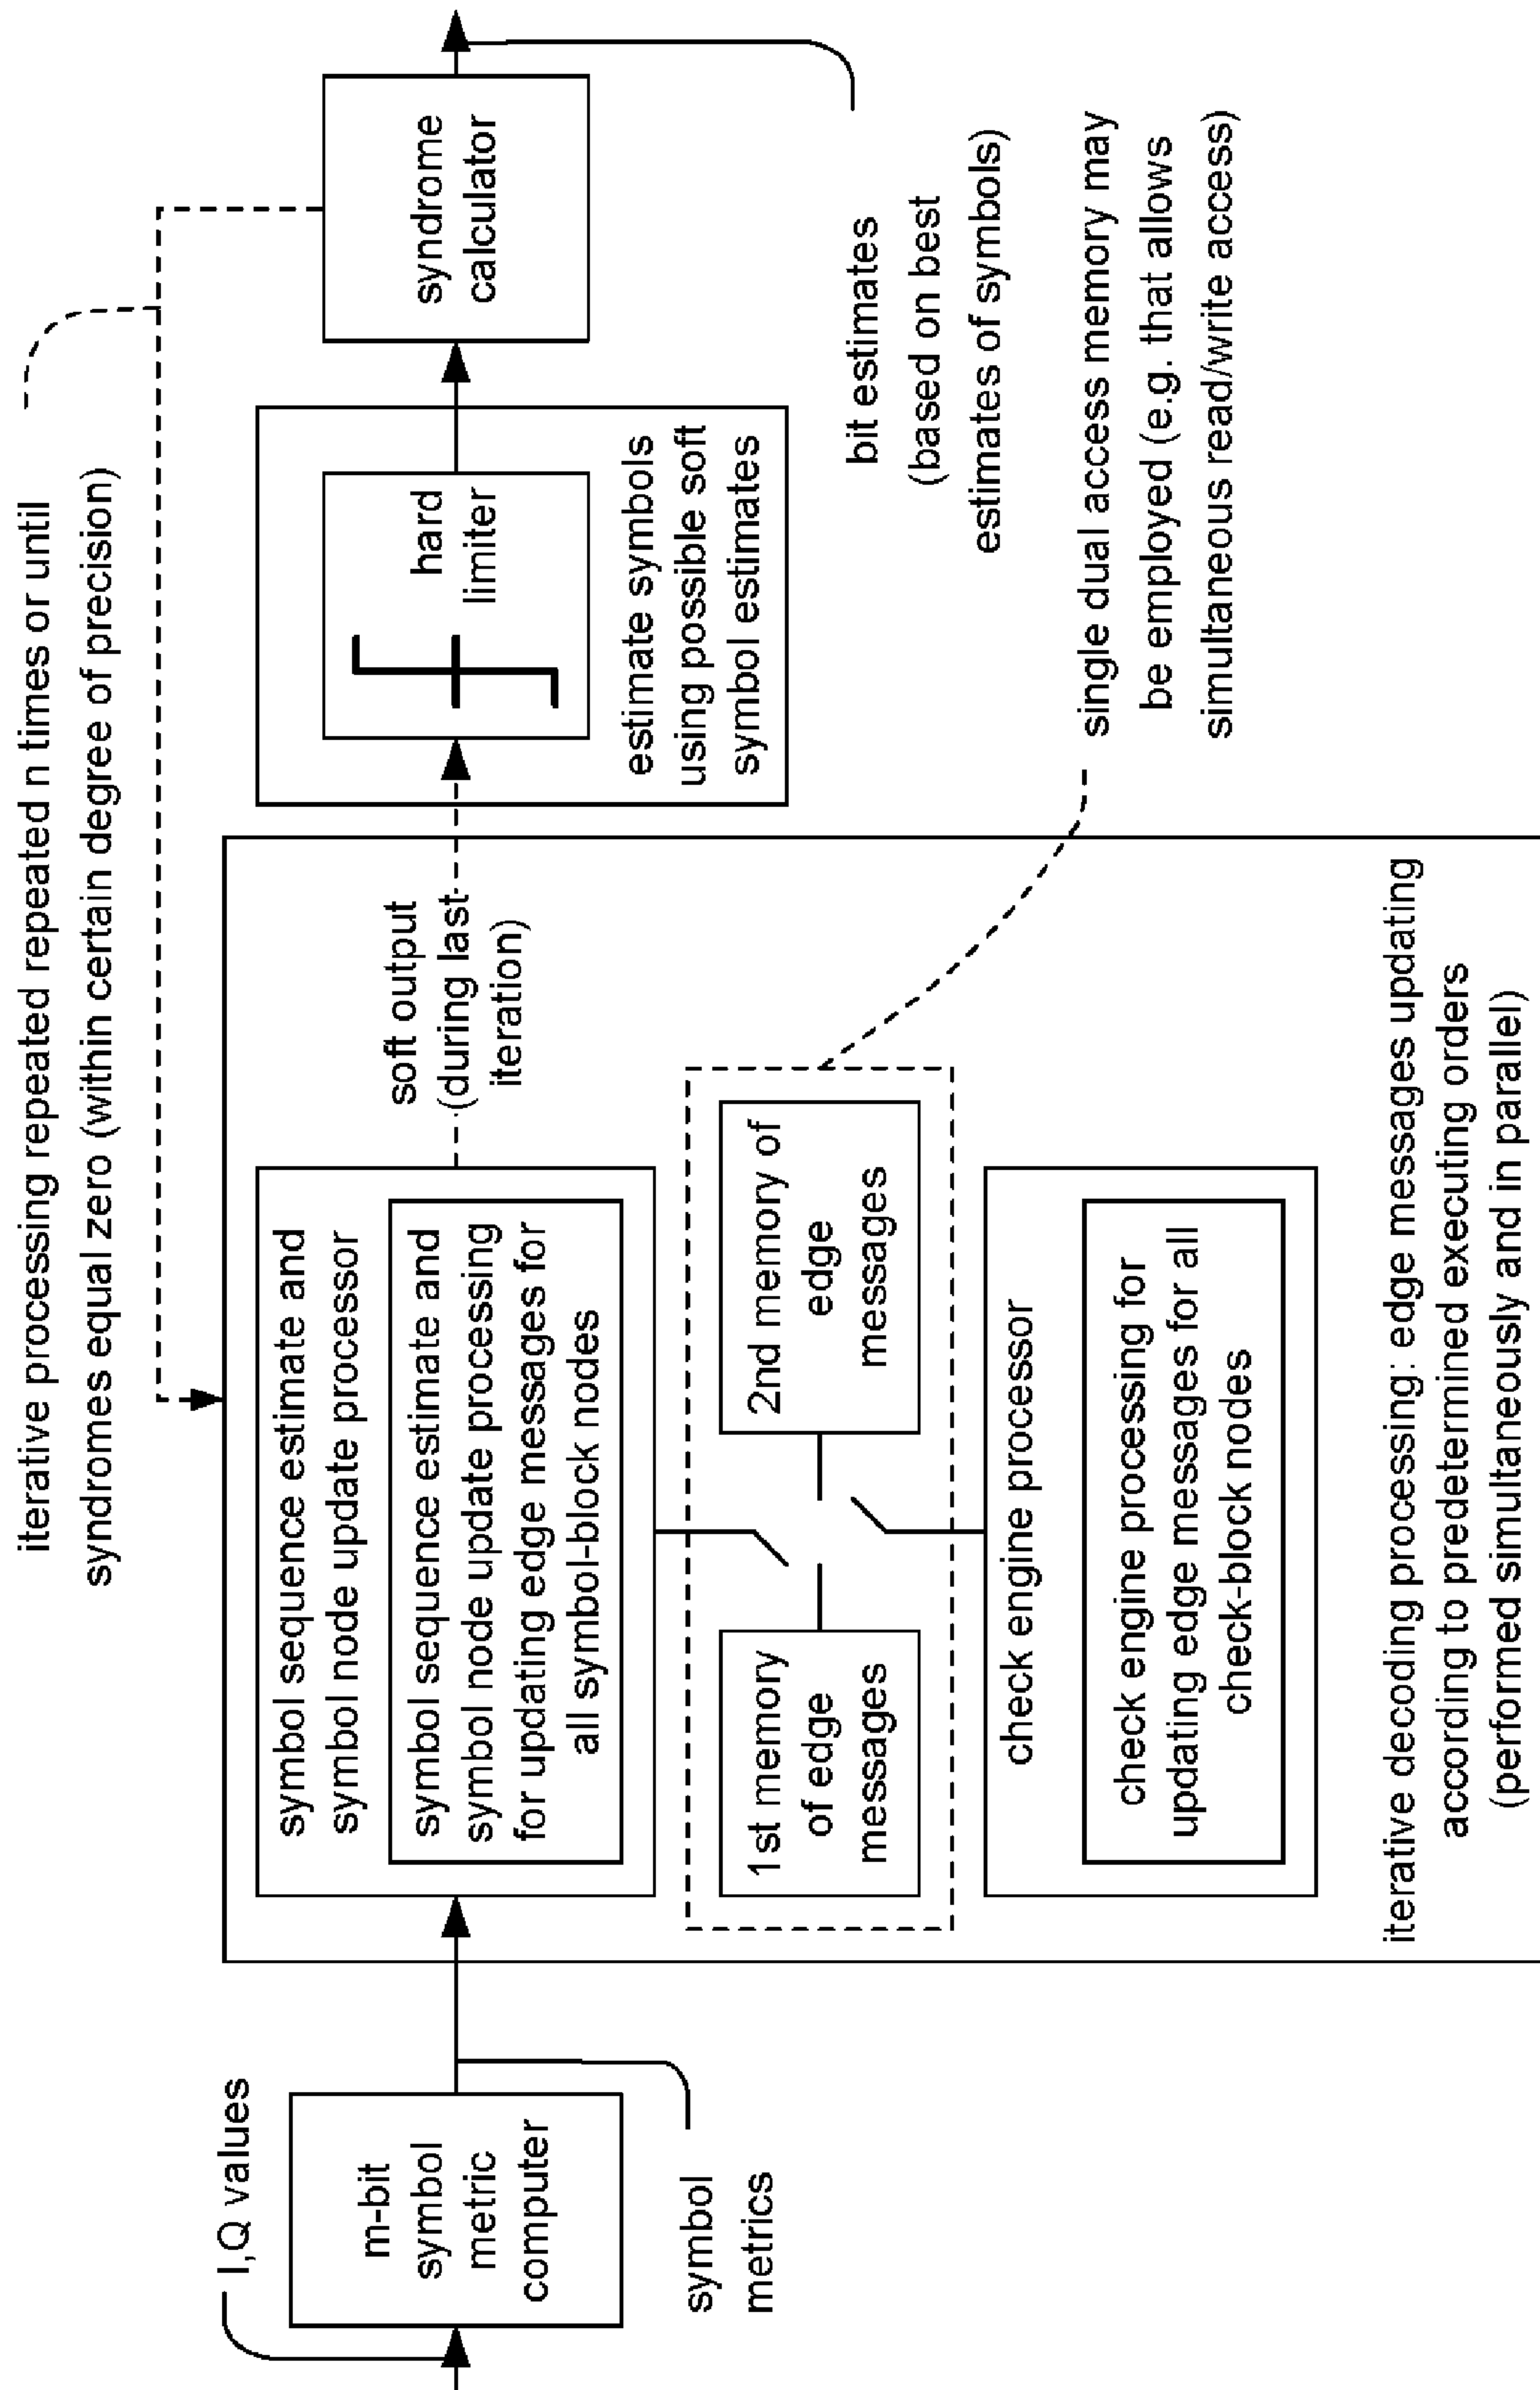 iterative processing repeated repeated n times or until
syndromes equal zero (within certain degree of precision)
I,Q values
m-bit
symbol
metric
computer
symbol
metrics
symbol sequence estimate and
symbol node update processor
symbol sequence estimate and
symbol node update processing
for updating edge messages for
all symbol-block nodes
soft output
(during last
iteration)
1st memory
of edge
messages
2nd memory of
edge
messages
check engine processor
check engine processing for
updating edge messages for all
check-block nodes
iterative decoding processing: edge messages updating
according to predetermined executing orders
(performed simultaneously and in parallel)
hard
limiter
estimate symbols
using possible soft
symbol estimates
syndrome
calculator
bit estimates
(based on best
estimates of symbols)
single dual access memory may
be employed (e.g. that allows
simultaneous read/write access)